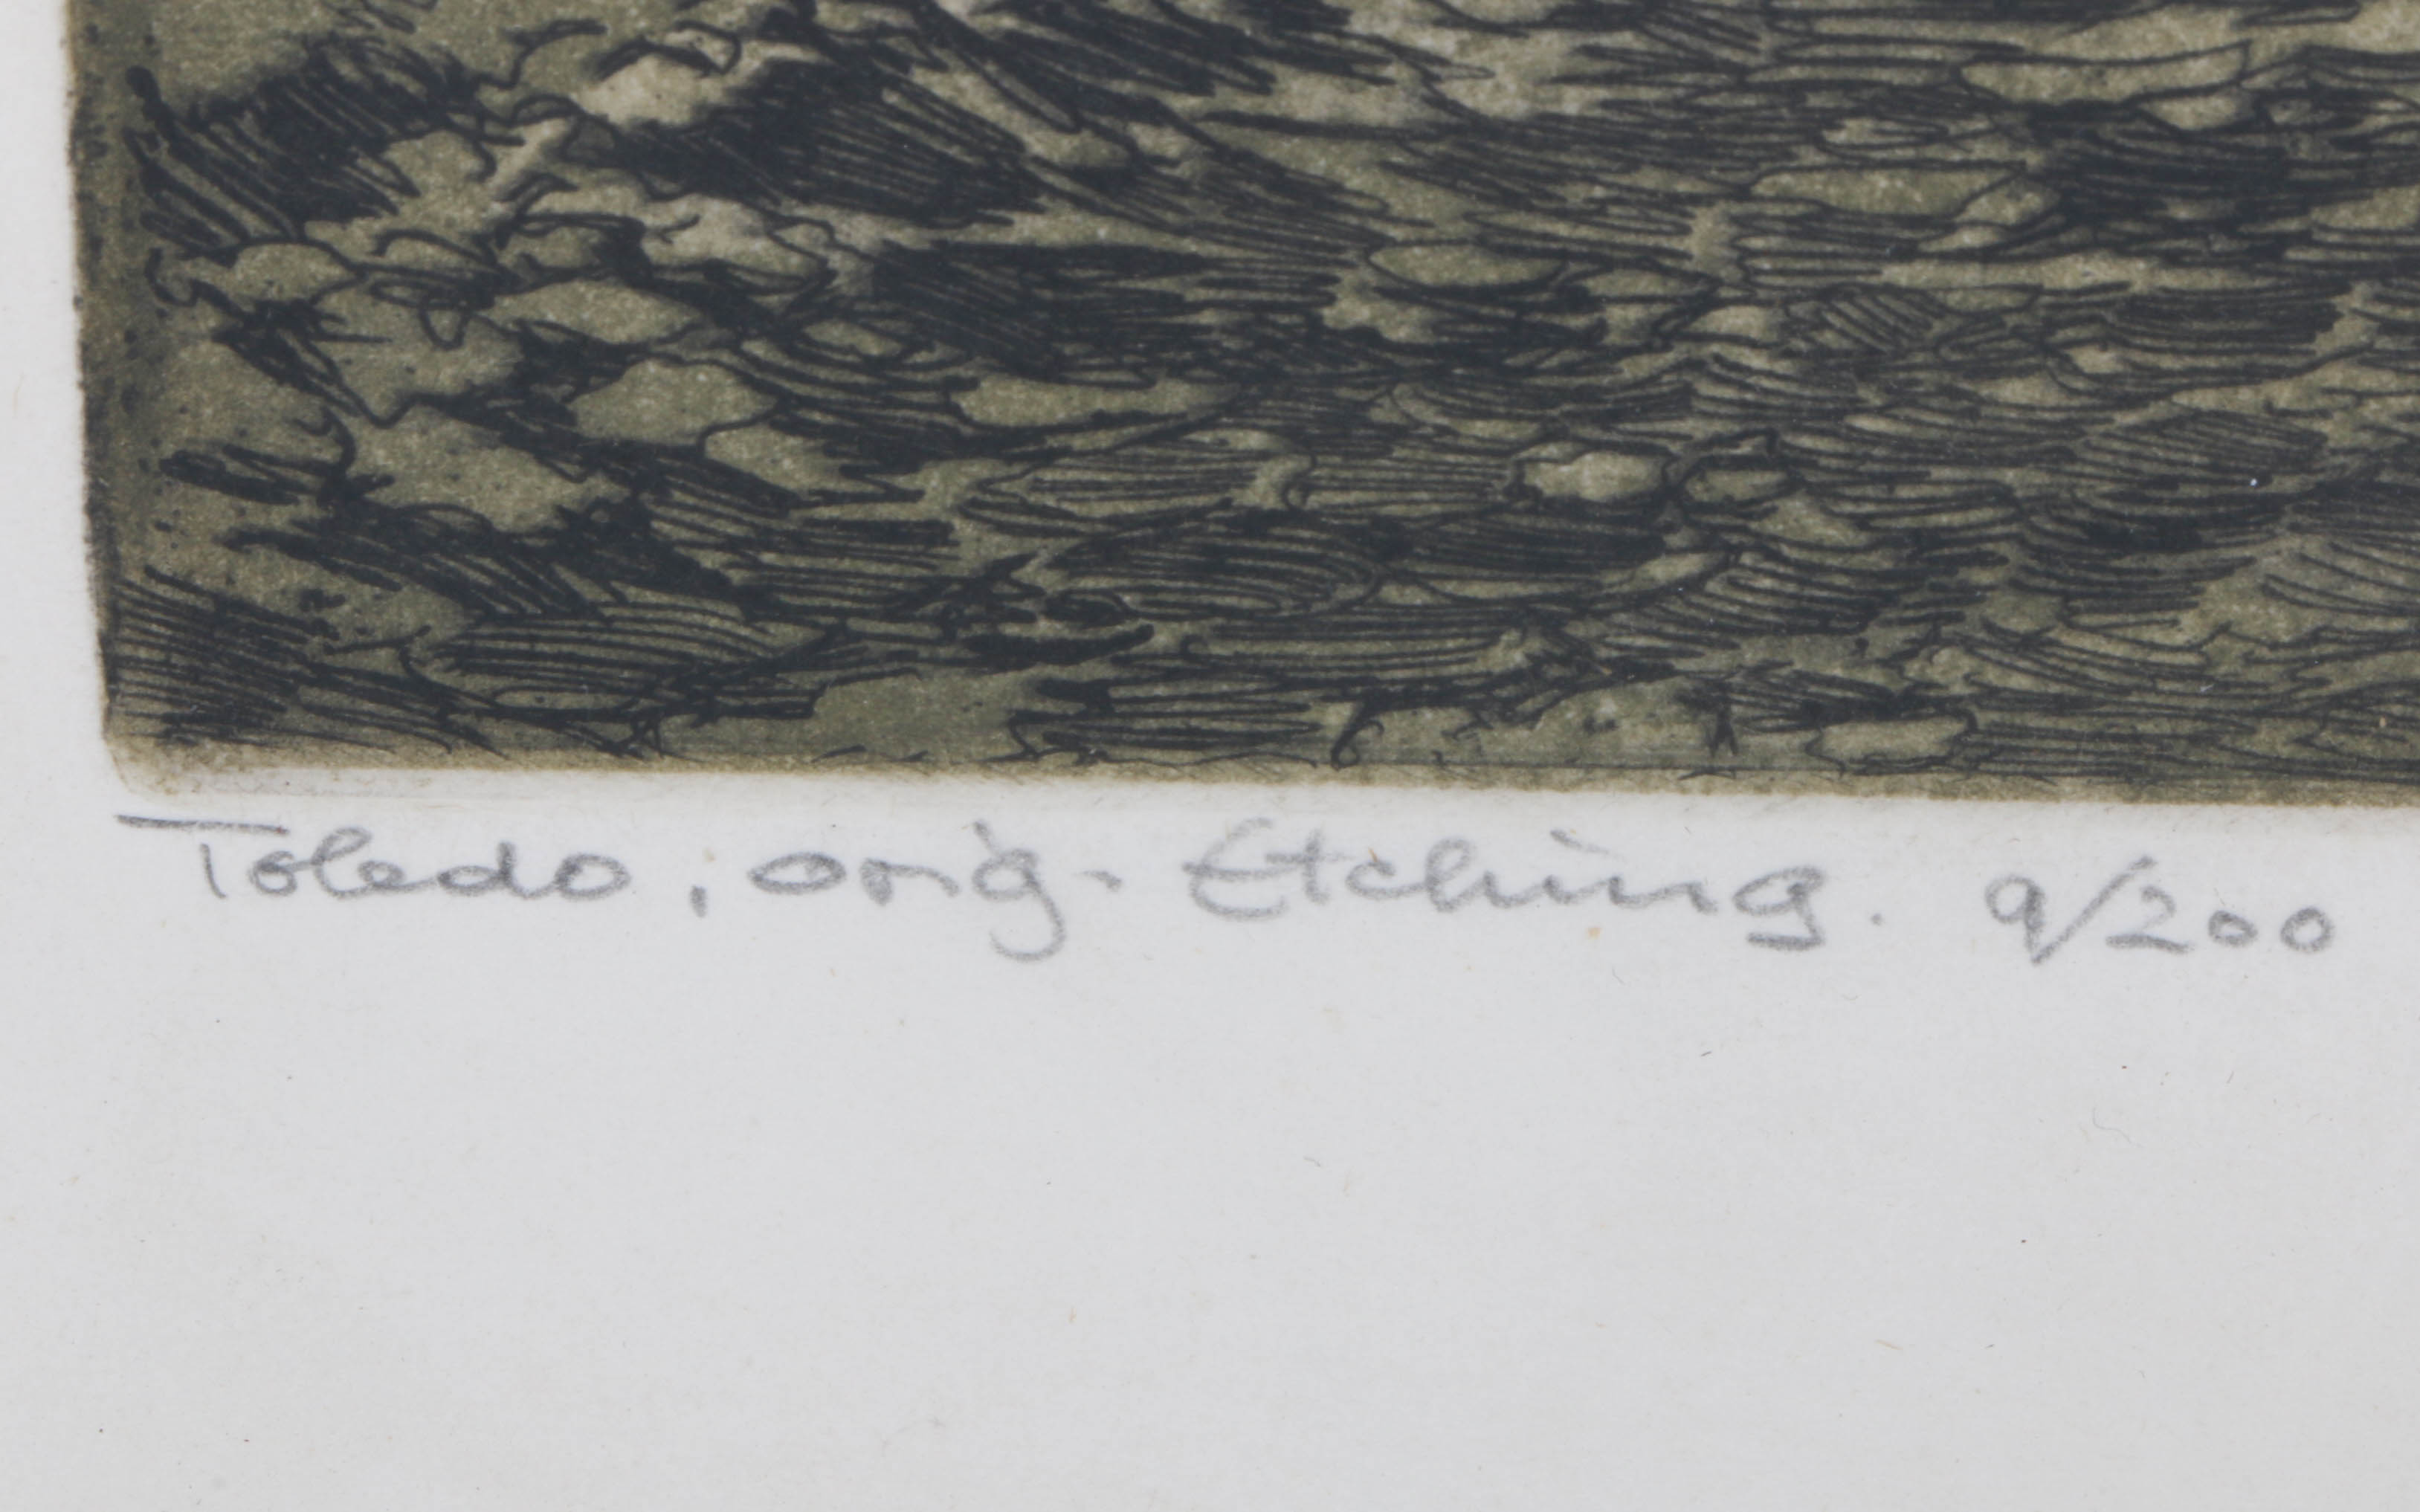 Toledo, orig. Etching. 9/200